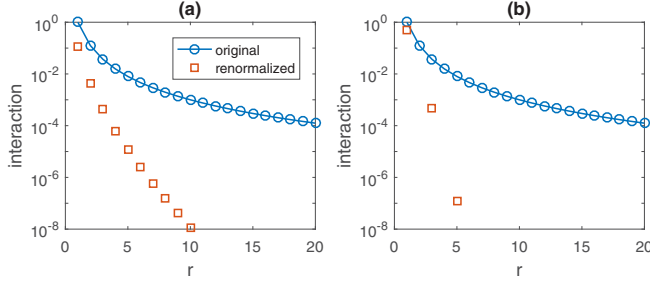 (a)
interaction
10^0
10^-2
10^-4
10^-6
10^-8
0 5 10 15 20
r
original
renormalized
(b)
interaction
10^0
10^-2
10^-4
10^-6
10^-8
0 5 10 15 20
r